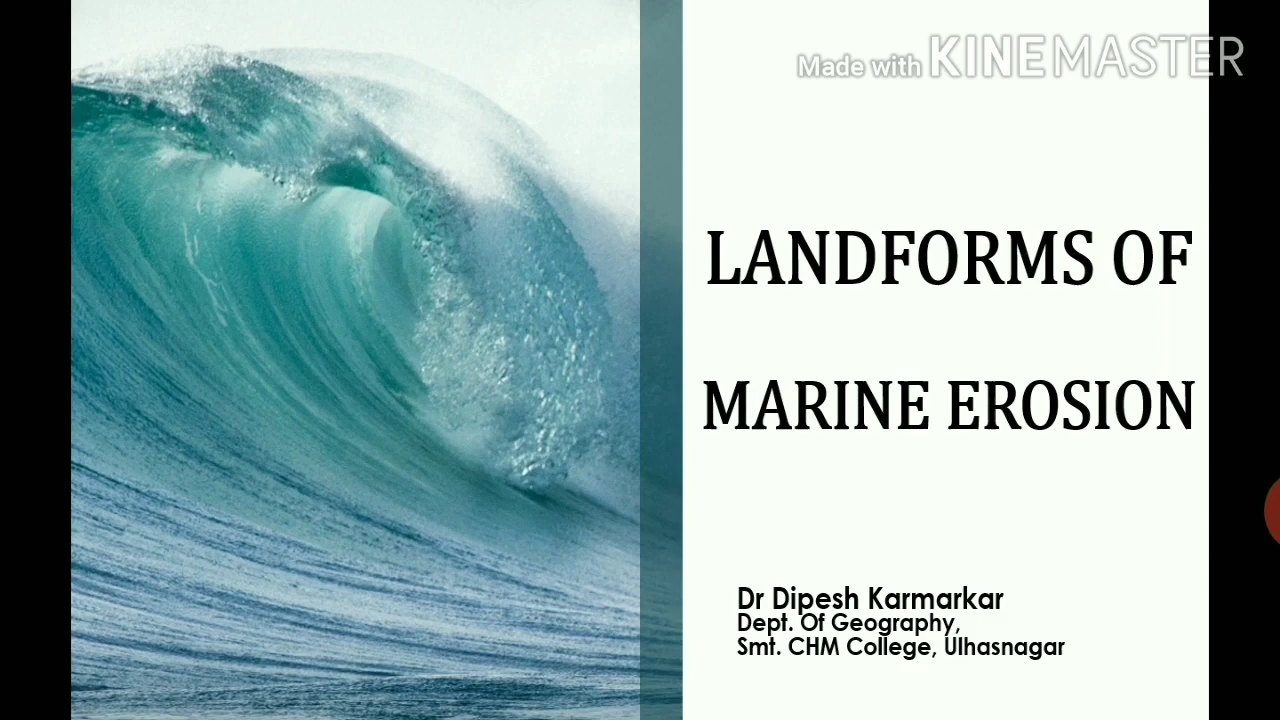 Made with KINEMASTER
LANDFORMS OF
MARINE EROSION
Dr Dipesh Karmarkar
Dept. Of Geography,
Smt. CHM College, Ulhasnagar